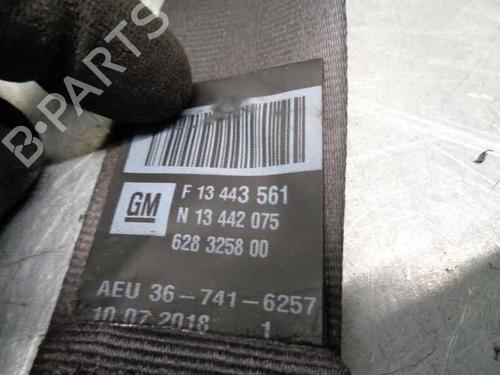 GM
F 13 443 561
N 13 442 075
628 3258 00
AEU 36-741-6257
10.07.2018 1
B-PARTS